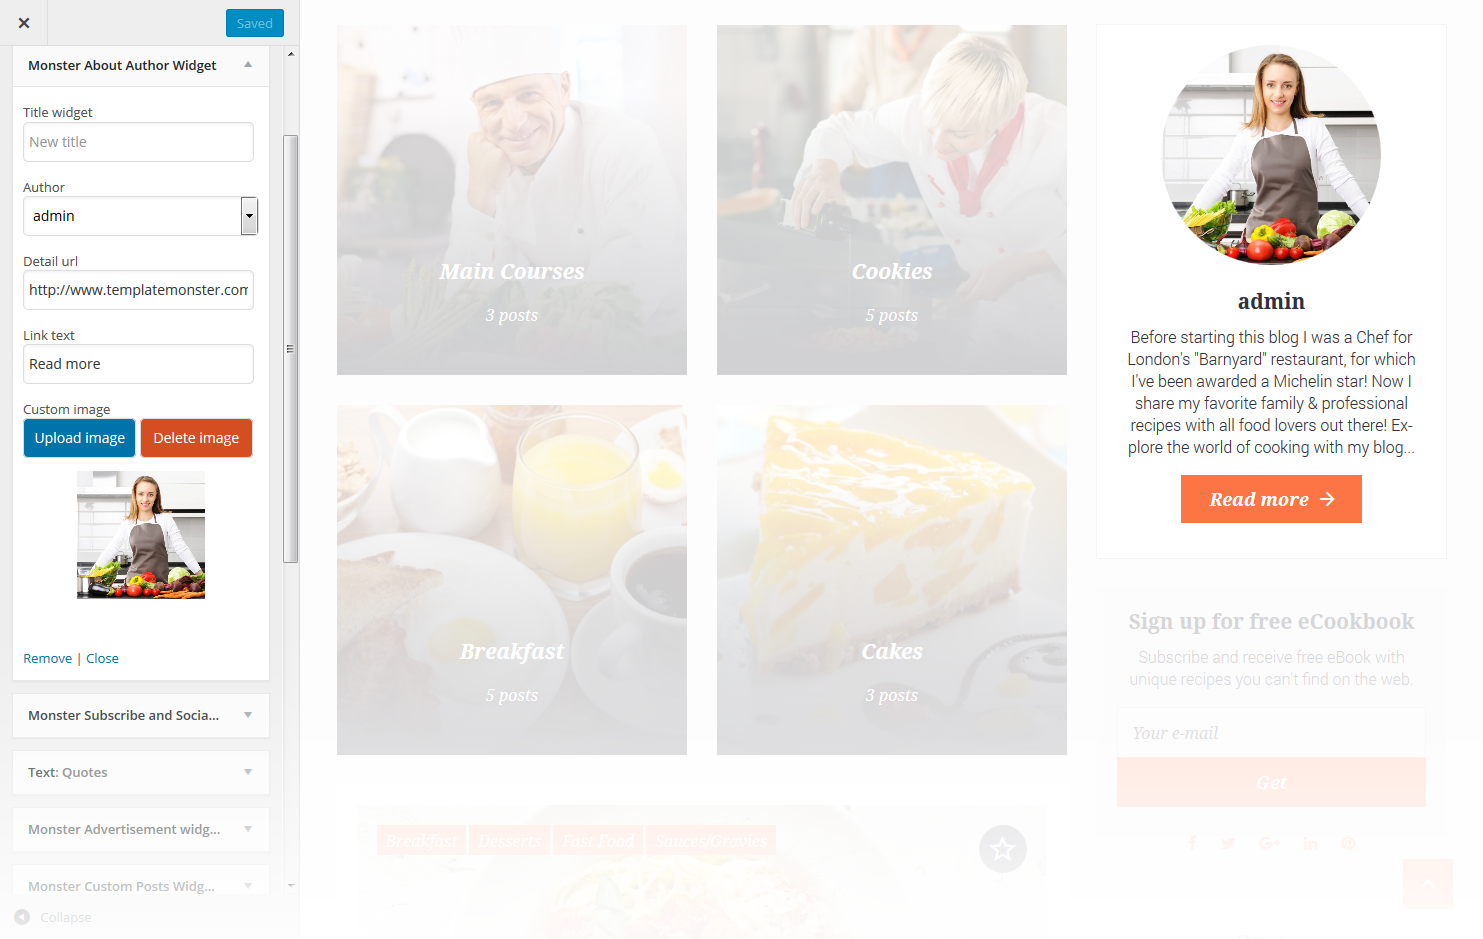 Saved
Monster About Author Widget
Title widget
New title
Author
admin
Detail url
http://www.templatemonster.com
Link text
Read more
Custom image
Upload image
Delete image
Remove | Close
Monster Subscribe and Socia...
Text: Quotes
Monster Advertisement widg...
Monster Custom Posts Widg...
Collapse
Main Courses
3 posts
Cookies
5 posts
Breakfast
5 posts
Cakes
3 posts
Breakfast
Desserts
Fast Food
Sauces/Gravies
admin
Before starting this blog I was a Chef for
London's "Barnyard" restaurant, for which
I've been awarded a Michelin star! Now I
share my favorite family & professional
recipes with all food lovers out there! Ex-
plore the world of cooking with my blog...
Read more
Sign up for free eCookbook
Subscribe and receive free eBook with
unique recipes you can't find on the web.
Your e-mail
Get